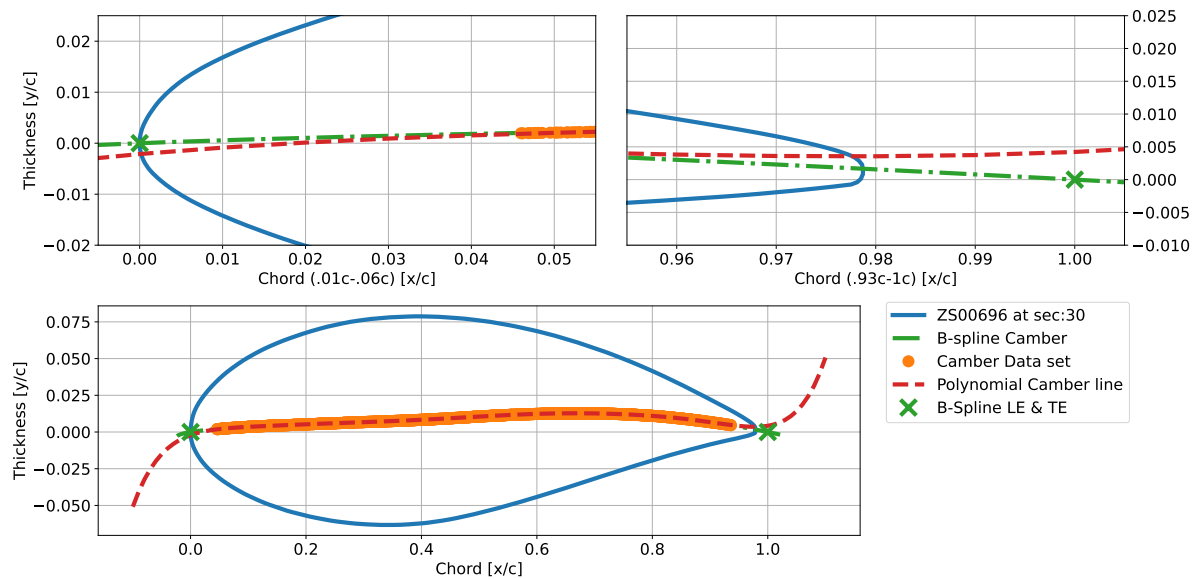 0.02
0.01
0.00
−0.01
−0.02
Thickness [y/c]
0.00 0.01 0.02 0.03 0.04 0.05
Chord (.01c-.06c) [x/c]
0.025
0.020
0.015
0.010
0.005
0.000
−0.005
−0.010
0.96 0.97 0.98 0.99 1.00
Chord (.93c-1c) [x/c]
0.075
0.050
0.025
0.000
−0.025
−0.050
Thickness [y/c]
0.0 0.2 0.4 0.6 0.8 1.0
Chord [x/c]
ZS00696 at sec:30
B-spline Camber
Camber Data set
Polynomial Camber line
B-Spline LE & TE